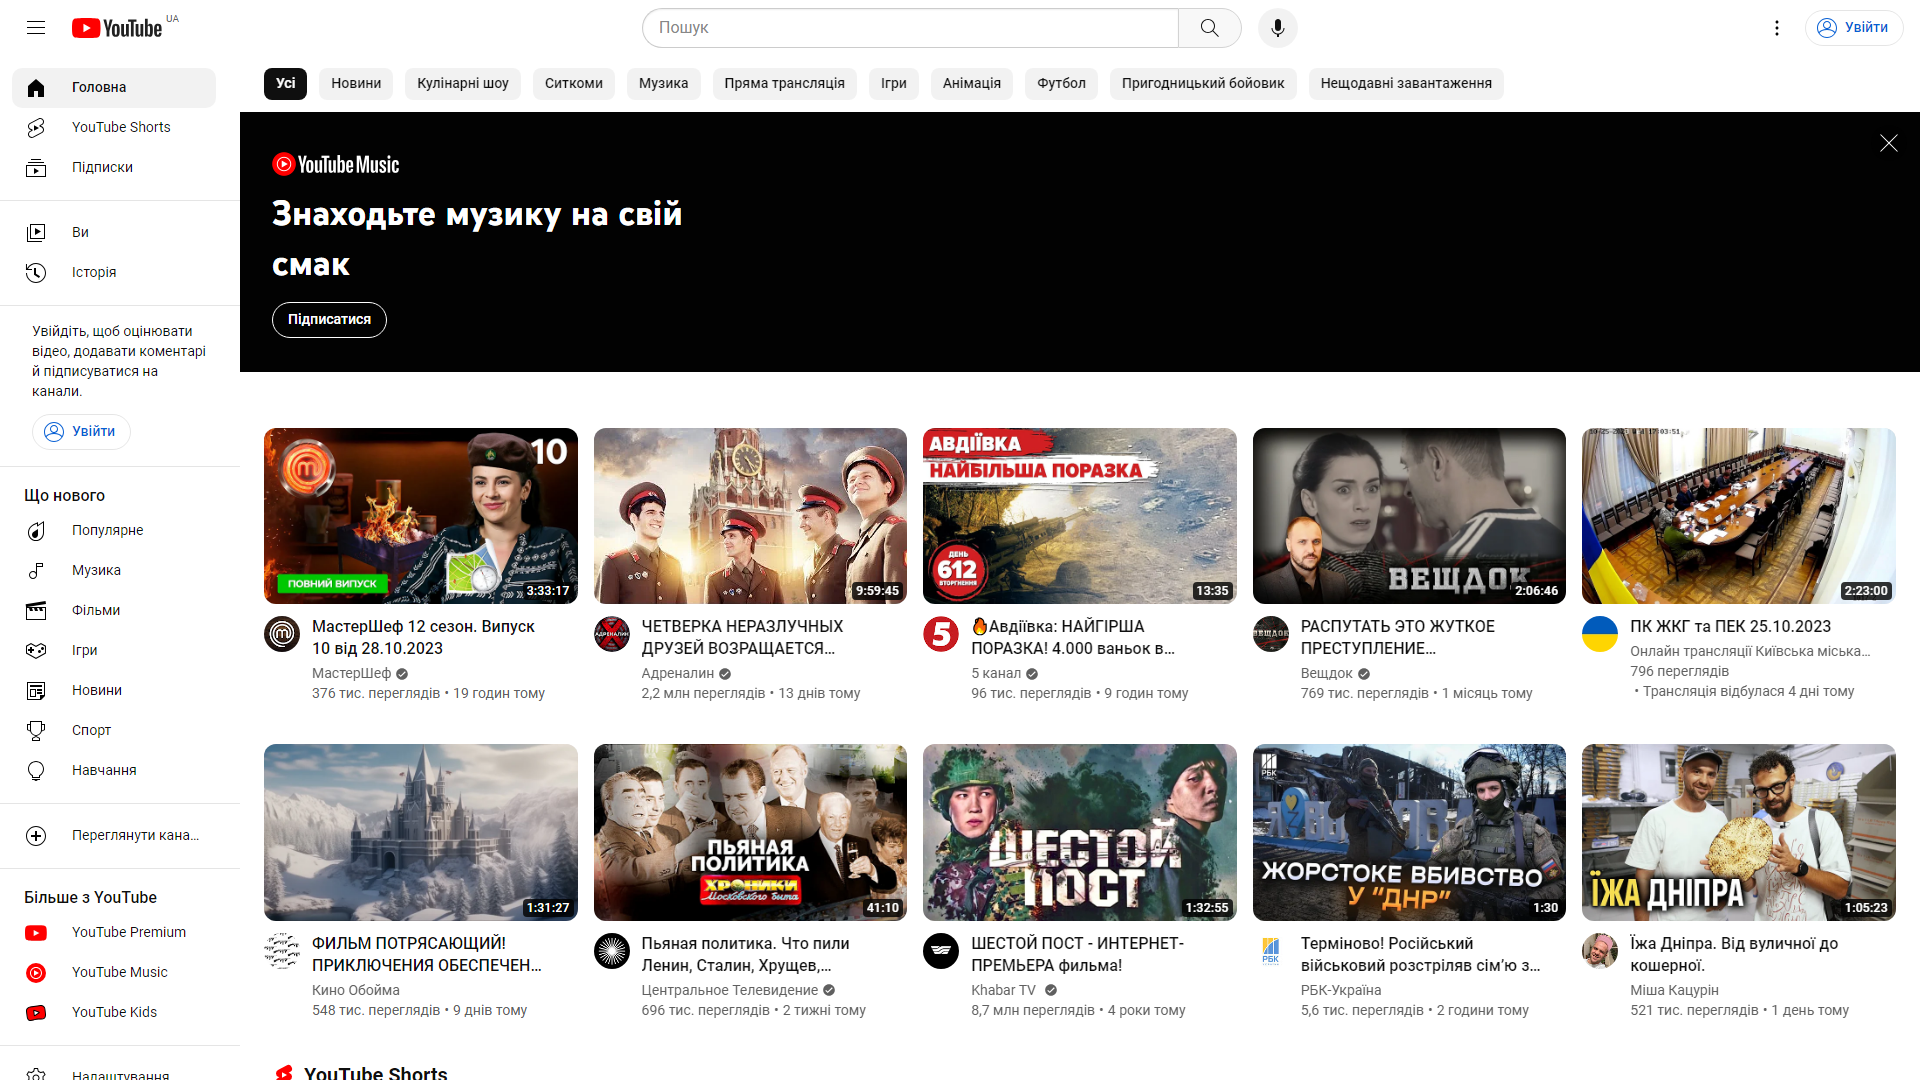 YouTube UA
Пошук
Увійти
Головна
YouTube Shorts
Підписки
Ви
Історія
Увійдіть, щоб оцінювати
відео, додавати коментарі
й підписуватися на
канали.
Увійти
Що нового
Популярне
Музика
Фільми
Ігри
Новини
Спорт
Навчання
Переглянути кана...
Більше з YouTube
YouTube Premium
YouTube Music
YouTube Kids
Налаштування
Усі
Новини
Кулінарні шоу
Ситкоми
Музика
Пряма трансляція
Ігри
Анімація
Футбол
Пригодницький бойовик
Нещодавні завантаження
YouTube Music
Знаходьте музику на свій
смак
Підписатися
10
ПОВНИЙ ВИПУСК
3:33:17
МастерШеф 12 сезон. Випуск
10 від 28.10.2023
МастерШеф
376 тис. переглядів • 19 годин тому
9:59:45
АДРЕНАЛИН
ЧЕТВЕРКА НЕРАЗЛУЧНЫХ
ДРУЗЕЙ ВОЗРАЩАЕТСЯ...
Адреналин
2,2 млн переглядів • 13 днів тому
АВДІЇВКА
НАЙБІЛЬША ПОРАЗКА
ДЕНЬ
612
ВТОРГНЕННЯ
13:35
5
🔥Авдіївка: НАЙГІРША
ПОРАЗКА! 4.000 ваньок в...
5 канал
96 тис. переглядів • 9 годин тому
ВЕЩДОК
2:06:46
ВЕЩДОК
РАСПУТАТЬ ЭТО ЖУТКОЕ
ПРЕСТУПЛЕНИЕ...
Вещдок
769 тис. переглядів • 1 місяць тому
2:23:00
ПК ЖКГ та ПЕК 25.10.2023
Онлайн трансляції Київська міська...
796 переглядів
• Трансляція відбулася 4 дні тому
1:31:27
ФИЛЬМ ПОТРЯСАЮЩИЙ!
ПРИКЛЮЧЕНИЯ ОБЕСПЕЧЕН...
Кино Обойма
548 тис. переглядів • 9 днів тому
ПЬЯНАЯ
ПОЛИТИКА
ХРОНИКИ
Московского быта
41:10
Пьяная политика. Что пили
Ленин, Сталин, Хрущев,...
Центральное Телевидение
696 тис. переглядів • 2 тижні тому
ШЕСТОЙ
ПОСТ
1:32:55
ШЕСТОЙ ПОСТ - ИНТЕРНЕТ-
ПРЕМЬЕРА фильма!
Khabar TV
8,7 млн переглядів • 4 роки тому
РБК
ЖОРСТОКЕ ВБИВСТВО
У "ДНР"
1:30
РБК
Терміново! Російський
військовий розстріляв сім’ю з...
РБК-Україна
5,6 тис. переглядів • 2 години тому
ЇЖА ДНІПРА
1:05:23
Їжа Дніпра. Від вуличної до
кошерної.
Міша Кацурін
521 тис. переглядів • 1 день тому
YouTube Shorts